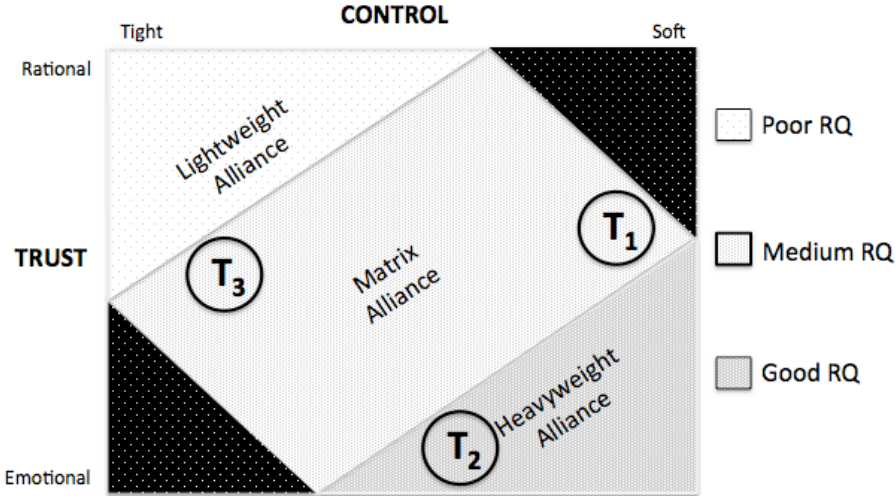 CONTROL
Tight
Soft
Rational
Lightweight
Alliance
Poor RQ
T1
TRUST
T3
Matrix
Alliance
Medium RQ
Heavyweight
Alliance
Good RQ
T2
Emotional